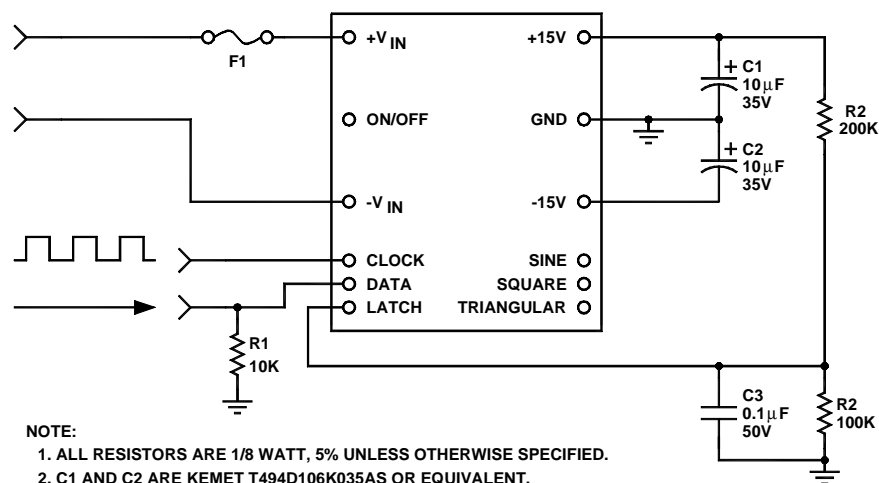 F1
+V IN
ON/OFF
-V IN
CLOCK
DATA
LATCH
+15V
GND
-15V
SINE
SQUARE
TRIANGULAR
+ C1
10µF
35V
+ C2
10µF
35V
R2
200K
R1
10K
C3
0.1µF
50V
R2
100K
NOTE:
1. ALL RESISTORS ARE 1/8 WATT, 5% UNLESS OTHERWISE SPECIFIED.
2. C1 AND C2 ARE KEMET T494D106K035AS OR EQUIVALENT.